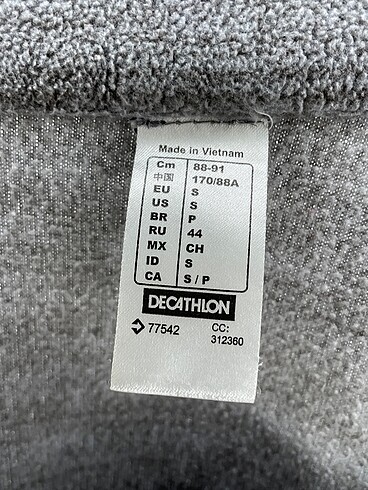 Made in Vietnam
Cm 88-91
中国 170/88A
EU S
US S
BR P
RU 44
MX CH
ID S
CA S / P
DECATHLON
77542 CC:
312360